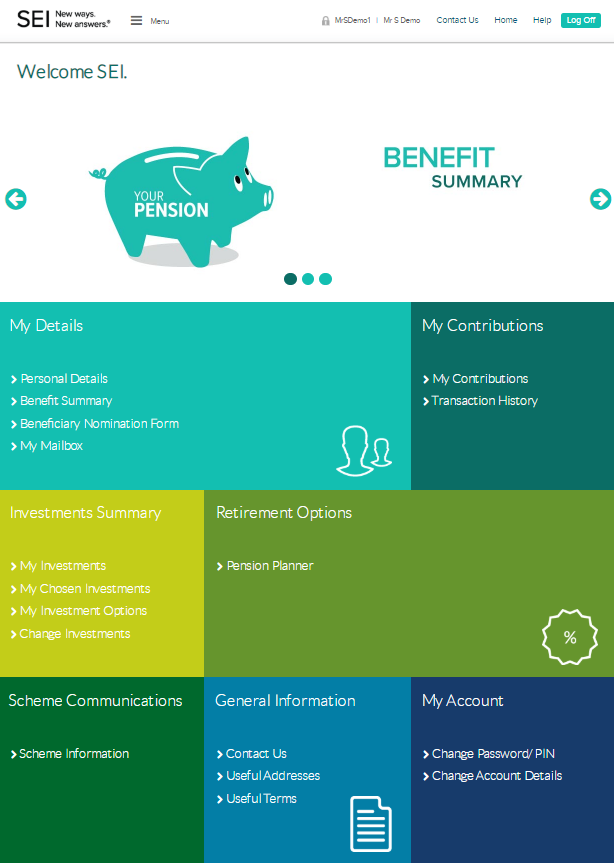 SEI New ways.
New answers.®
Menu
MrSDemo1 | Mr S Demo Contact Us Home Help Log Off
Welcome SEI.
YOUR
PENSION
BENEFIT
SUMMARY
My Details
Personal Details
Benefit Summary
Beneficiary Nomination Form
My Mailbox
My Contributions
My Contributions
Transaction History
Investments Summary
My Investments
My Chosen Investments
My Investment Options
Change Investments
Retirement Options
Pension Planner
%
Scheme Communications
Scheme Information
General Information
Contact Us
Useful Addresses
Useful Terms
My Account
Change Password/ PIN
Change Account Details